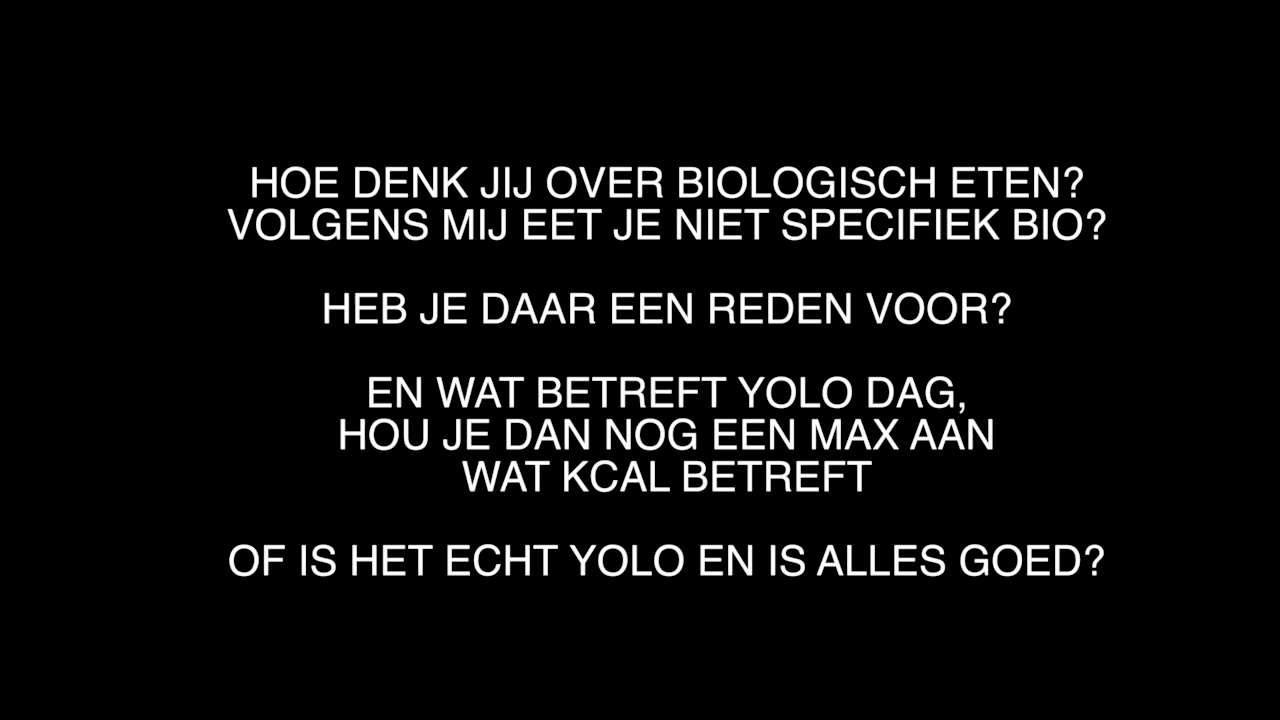 HOE DENK JIJ OVER BIOLOGISCH ETEN?
VOLGENS MIJ EET JE NIET SPECIFIEK BIO?
HEB JE DAAR EEN REDEN VOOR?
EN WAT BETREFT YOLO DAG,
HOU JE DAN NOG EEN MAX AAN
WAT KCAL BETREFT
OF IS HET ECHT YOLO EN IS ALLES GOED?